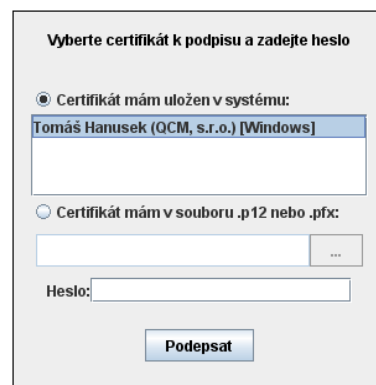 Vyberte certifikát k podpisu a zadejte heslo
Certifikát mám uložen v systému:
Tomáš Hanusek (QCM, s.r.o.) [Windows]
Certifikát mám v souboru .p12 nebo .pfx:
...
Heslo:
Podepsat